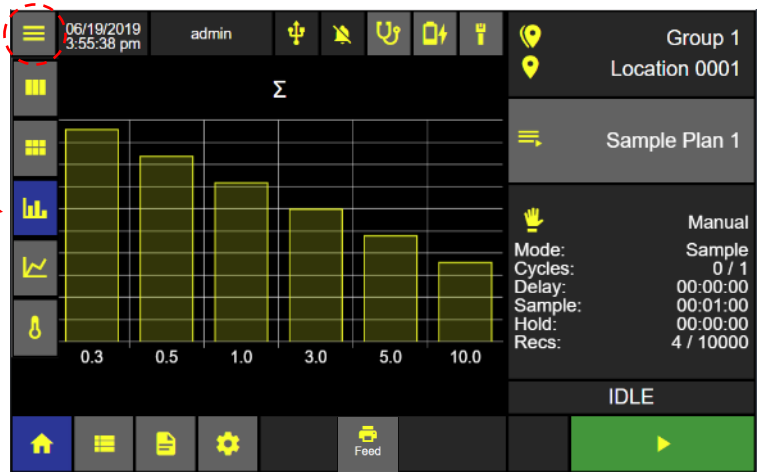 06/19/2019
3:55:38 pm
admin
Group 1
Location 0001
Σ
Sample Plan 1
Manual
Mode: Sample
Cycles: 0 / 1
Delay: 00:00:00
Sample: 00:01:00
Hold: 00:00:00
Recs: 4 / 10000
0.3 0.5 1.0 3.0 5.0 10.0
IDLE
Feed